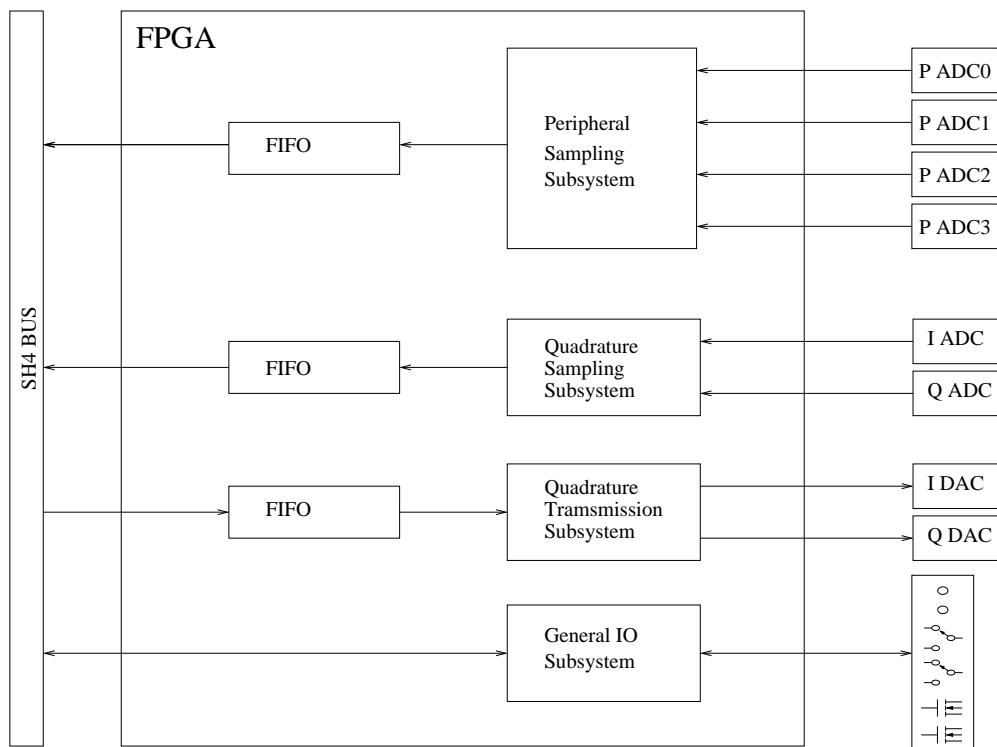 FPGA
SH4 BUS
FIFO
Peripheral
Sampling
Subsystem
P ADC0
P ADC1
P ADC2
P ADC3
FIFO
Quadrature
Sampling
Subsystem
I ADC
Q ADC
FIFO
Quadrature
Tramsmission
Subsystem
I DAC
Q DAC
General IO
Subsystem